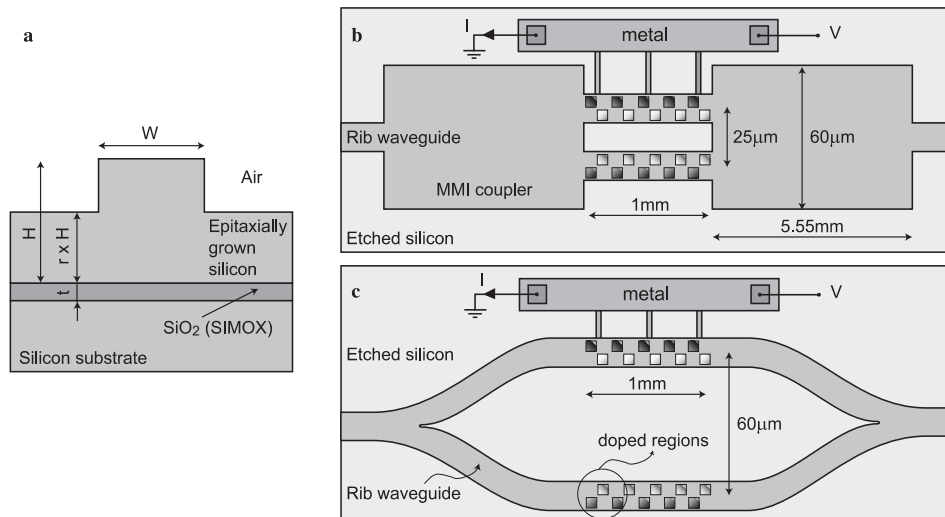 a
W
Air
H
r x H
Epitaxially
grown
silicon
t
SiO2 (SIMOX)
Silicon substrate
b
I
metal
V
Rib waveguide
25μm
60μm
MMI coupler
1mm
5.55mm
Etched silicon
c
I
metal
V
Etched silicon
1mm
60μm
doped regions
Rib waveguide